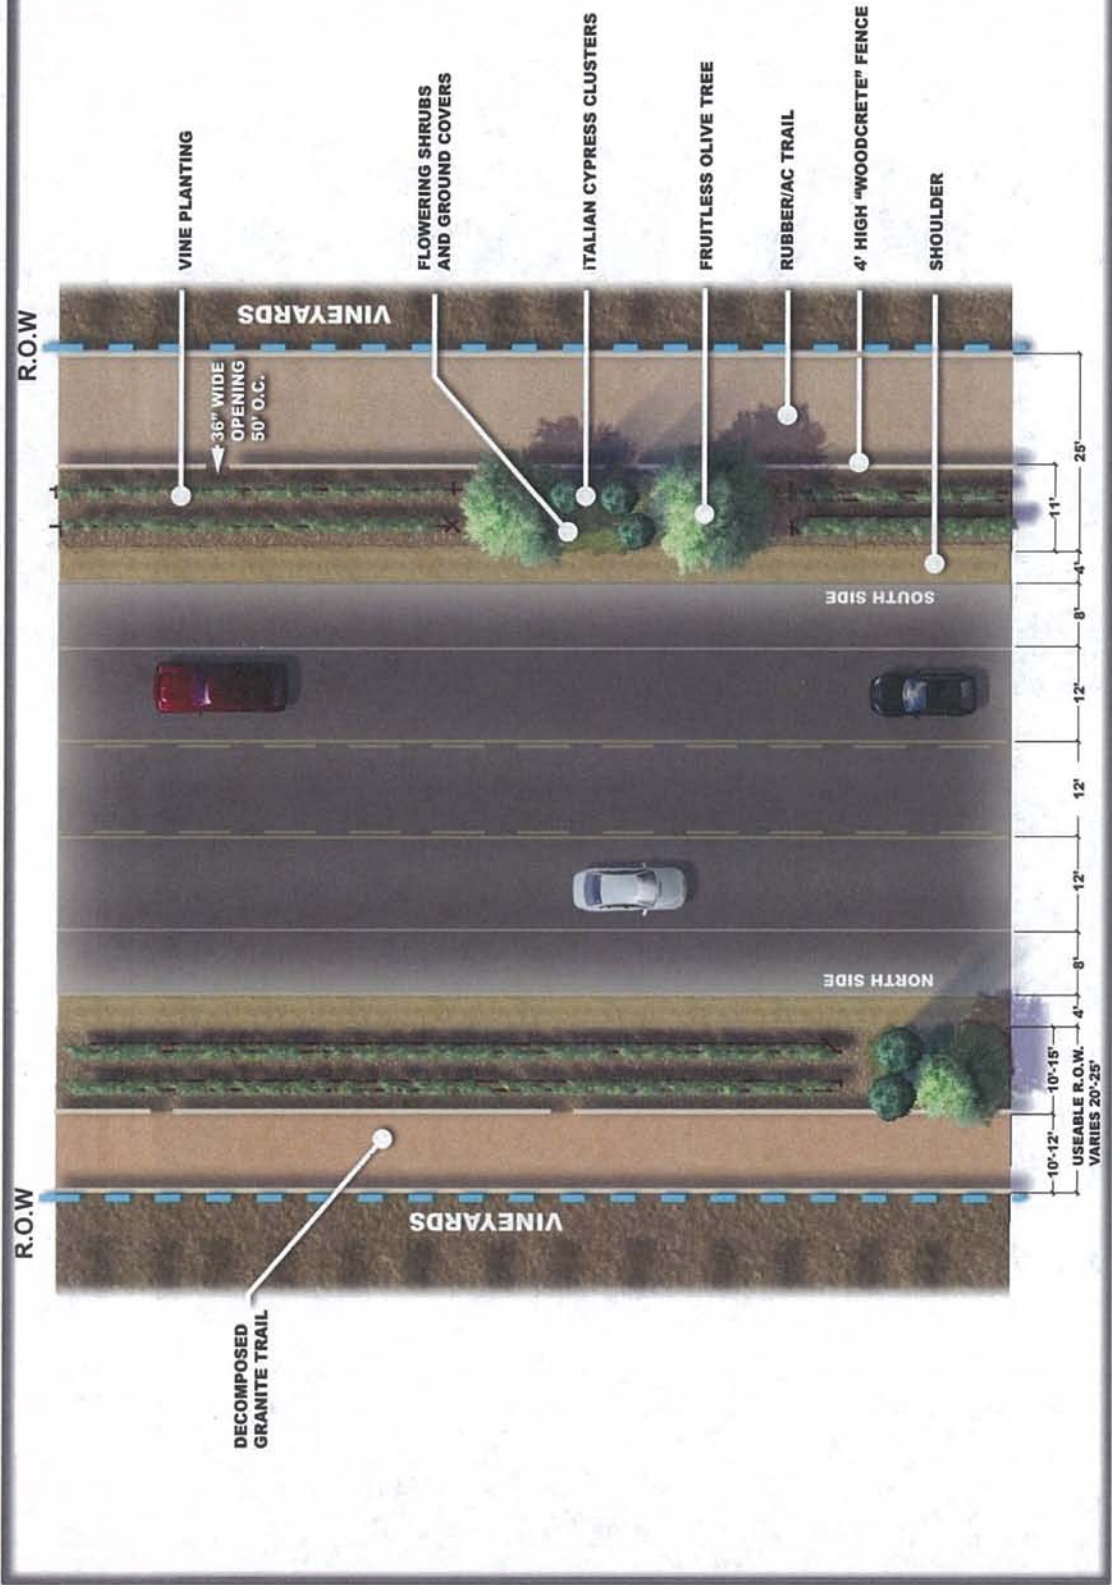 R.O.W
R.O.W
VINEYARDS
36" WIDE
OPENING
50' O.C.
VINE PLANTING
FLOWERING SHRUBS
AND GROUND COVERS
ITALIAN CYPRESS CLUSTERS
FRUITLESS OLIVE TREE
RUBBER/AC TRAIL
4' HIGH "WOODCRETE" FENCE
SHOULDER
SOUTH SIDE
NORTH SIDE
VINEYARDS
DECOMPOSED
GRANITE TRAIL
10'-12'
10'-15'
11'
USEABLE R.O.W.
VARIES 20'-25'
4'
8'
12'
12'
12'
8'
4'
25'